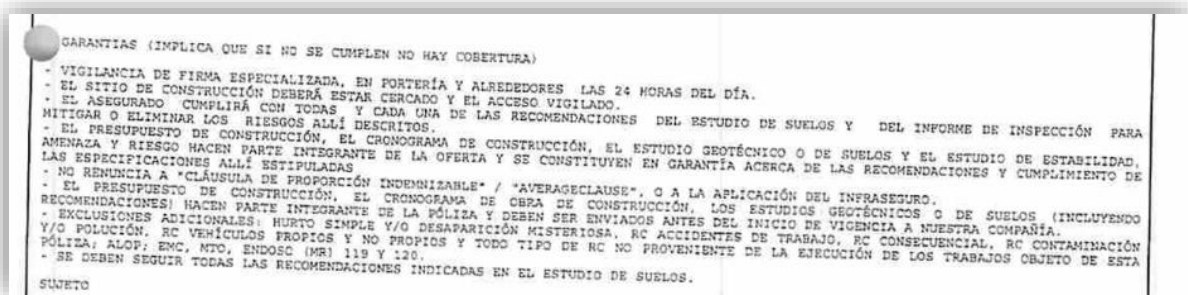 GARANTIAS (IMPLICA QUE SI NO SE CUMPLEN NO HAY COBERTURA)
- VIGILANCIA DE FIRMA ESPECIALIZADA, EN PORTERÍA Y ALREDEDORES LAS 24 HORAS DEL DÍA.
- EL SITIO DE CONSTRUCCIÓN DEBERÁ ESTAR CERCADO Y EL ACCESO VIGILADO.
- EL ASEGURADO CUMPLIRÁ CON TODAS Y CADA UNA DE LAS RECOMENDACIONES DEL ESTUDIO DE SUELOS Y DEL INFORME DE INSPECCIÓN PARA
MITIGAR O ELIMINAR LOS RIESGOS ALLÍ DESCRITOS.
- EL PRESUPUESTO DE CONSTRUCCIÓN, EL CRONOGRAMA DE CONSTRUCCIÓN, EL ESTUDIO GEOTÉCNICO O DE SUELOS Y EL ESTUDIO DE ESTABILIDAD,
AMENAZA Y RIESGO HACEN PARTE INTEGRANTE DE LA OFERTA Y SE CONSTITUYEN EN GARANTÍA ACERCA DE LAS RECOMENDACIONES Y CUMPLIMIENTO DE
LAS ESPECIFICACIONES ALLÍ ESTIPULADAS
- NO RENUNCIA A "CLÁUSULA DE PROPORCIÓN INDEMNIZABLE" / "AVERAGECLAUSE", O A LA APLICACIÓN DEL INFRASEGURO.
- EL PRESUPUESTO DE CONSTRUCCIÓN, EL CRONOGRAMA DE OBRA DE CONSTRUCCIÓN, LOS ESTUDIOS GEOTÉCNICOS O DE SUELOS (INCLUYENDO
RECOMENDACIONES) HACEN PARTE INTEGRANTE DE LA PÓLIZA Y DEBEN SER ENVIADOS ANTES DEL INICIO DE VIGENCIA A NUESTRA COMPAÑÍA.
- EXCLUSIONES ADICIONALES: HURTO SIMPLE Y/O DESAPARICIÓN MISTERIOSA, RC ACCIDENTES DE TRABAJO, RC CONSECUENCIAL, RC CONTAMINACIÓN
Y/O POLUCIÓN, RC VEHÍCULOS PROPIOS Y NO PROPIOS Y TODO TIPO DE RC NO PROVENIENTE DE LA EJECUCIÓN DE LOS TRABAJOS OBJETO DE ESTA
PÓLIZA; ALOP; EMC, MTO, ENDOSO (MR) 119 Y 120.
- SE DEBEN SEGUIR TODAS LAS RECOMENDACIONES INDICADAS EN EL ESTUDIO DE SUELOS.
SUJETO